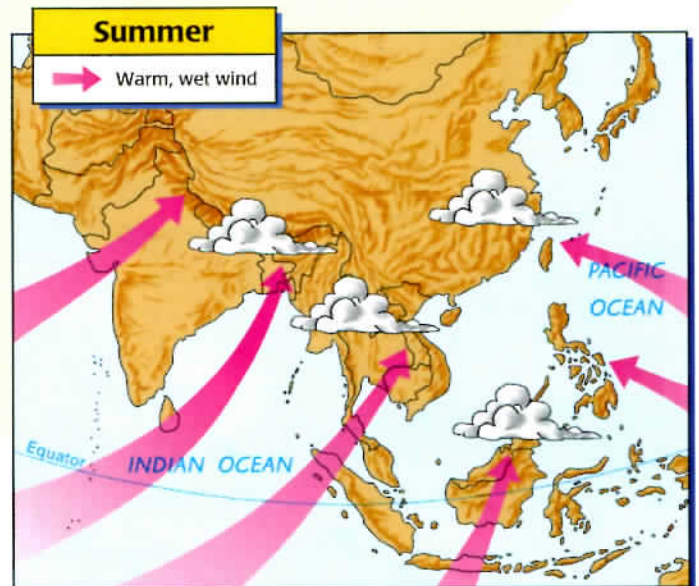 Summer
Warm, wet wind
PACIFIC
OCEAN
Equator
INDIAN OCEAN